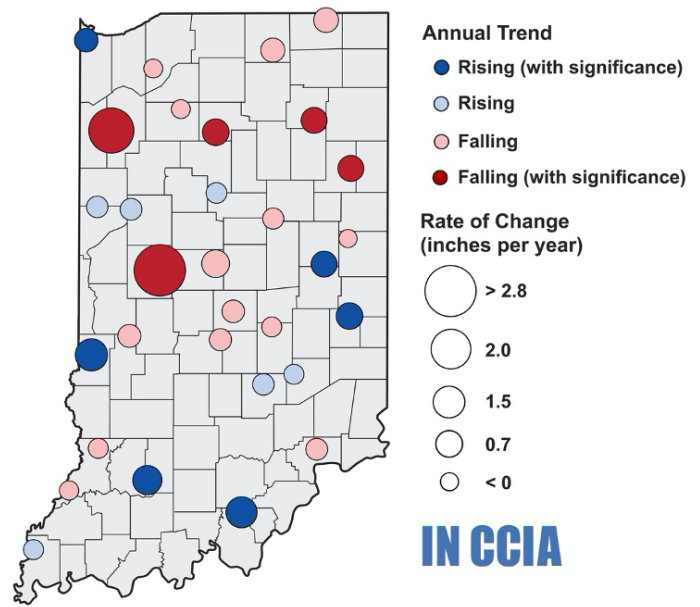 Annual Trend
Rising (with significance)
Rising
Falling
Falling (with significance)
Rate of Change
(inches per year)
> 2.8
2.0
1.5
0.7
< 0
IN CCIA